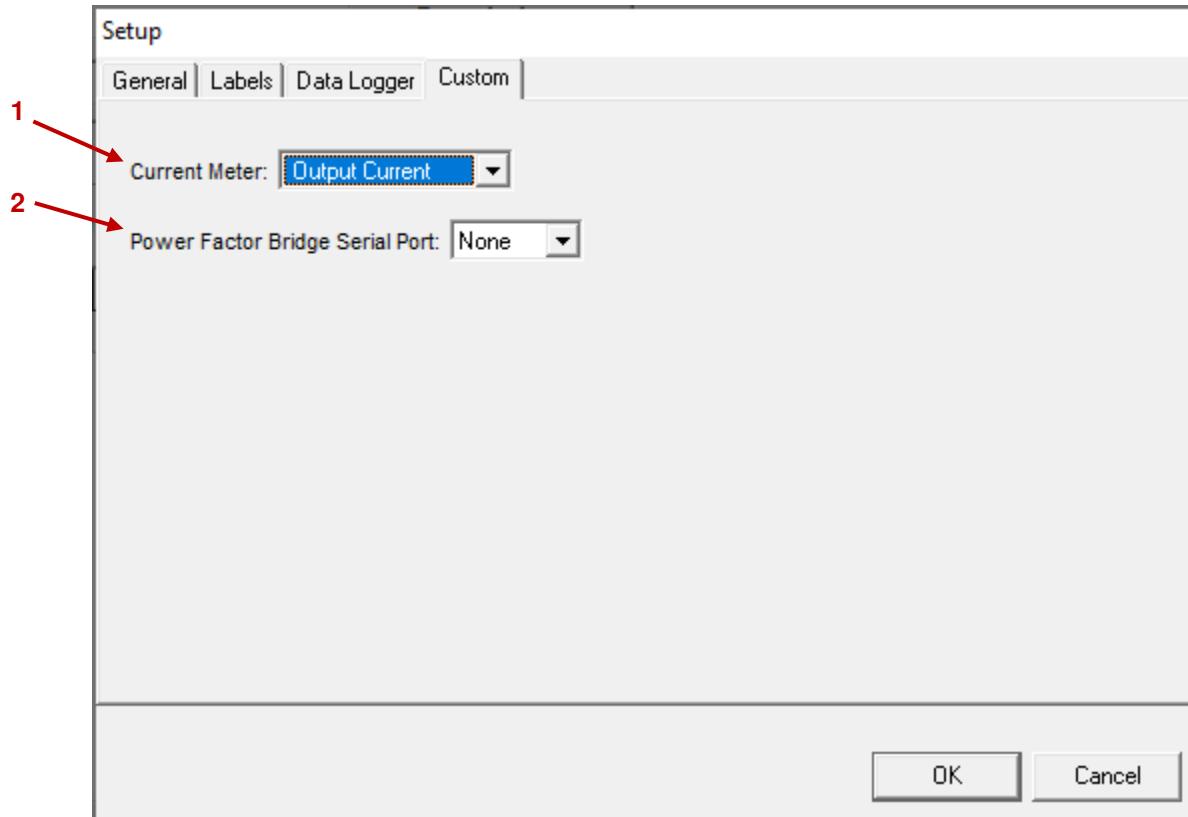 Setup
General Labels Data Logger Custom
1
Current Meter: Output Current
2
Power Factor Bridge Serial Port: None
OK Cancel